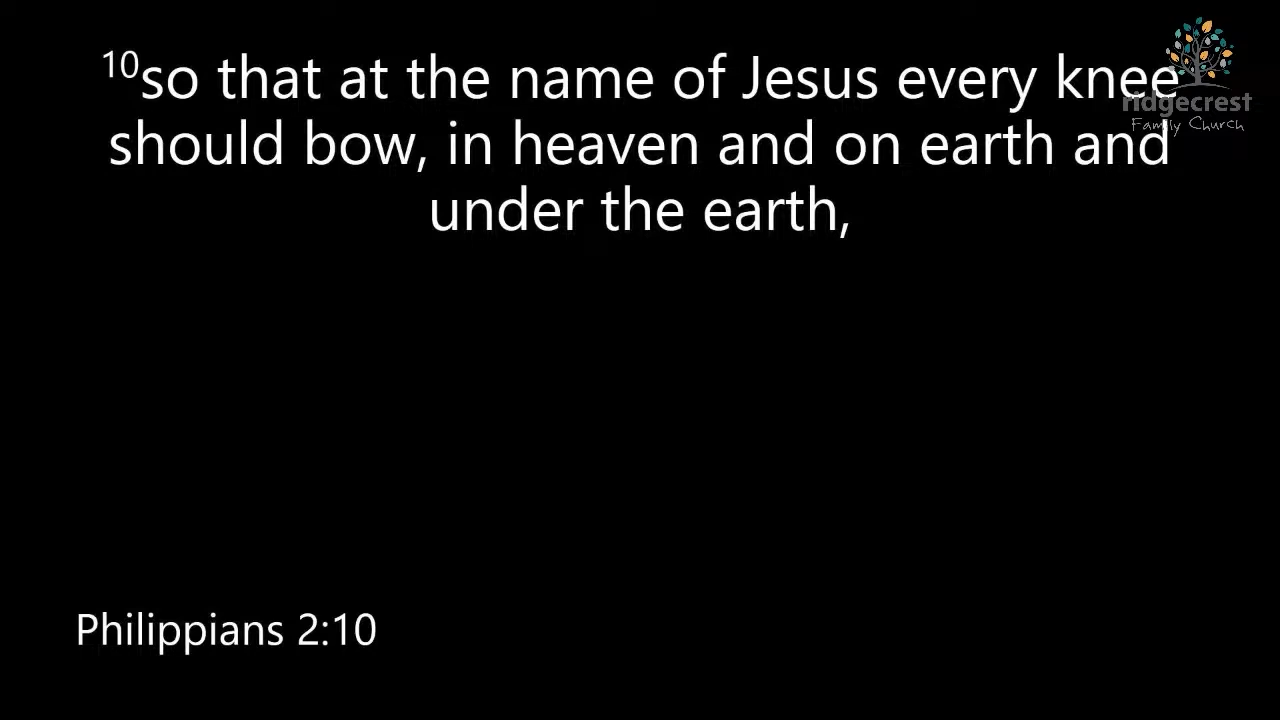 10so that at the name of Jesus every knee
should bow, in heaven and on earth and
under the earth,
ridgecrest
Family Church
Philippians 2:10